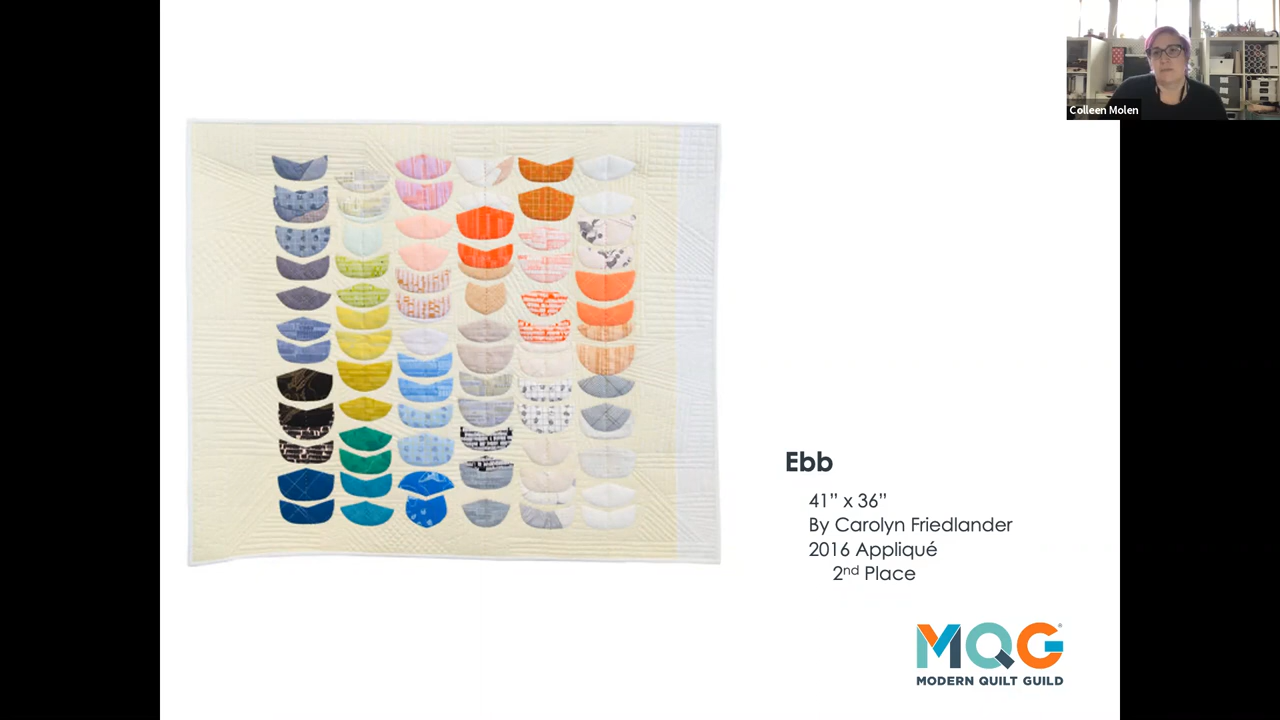 Colleen Molen
Ebb
41” x 36”
By Carolyn Friedlander
2016 Appliqué
2nd Place
MQG®
MODERN QUILT GUILD